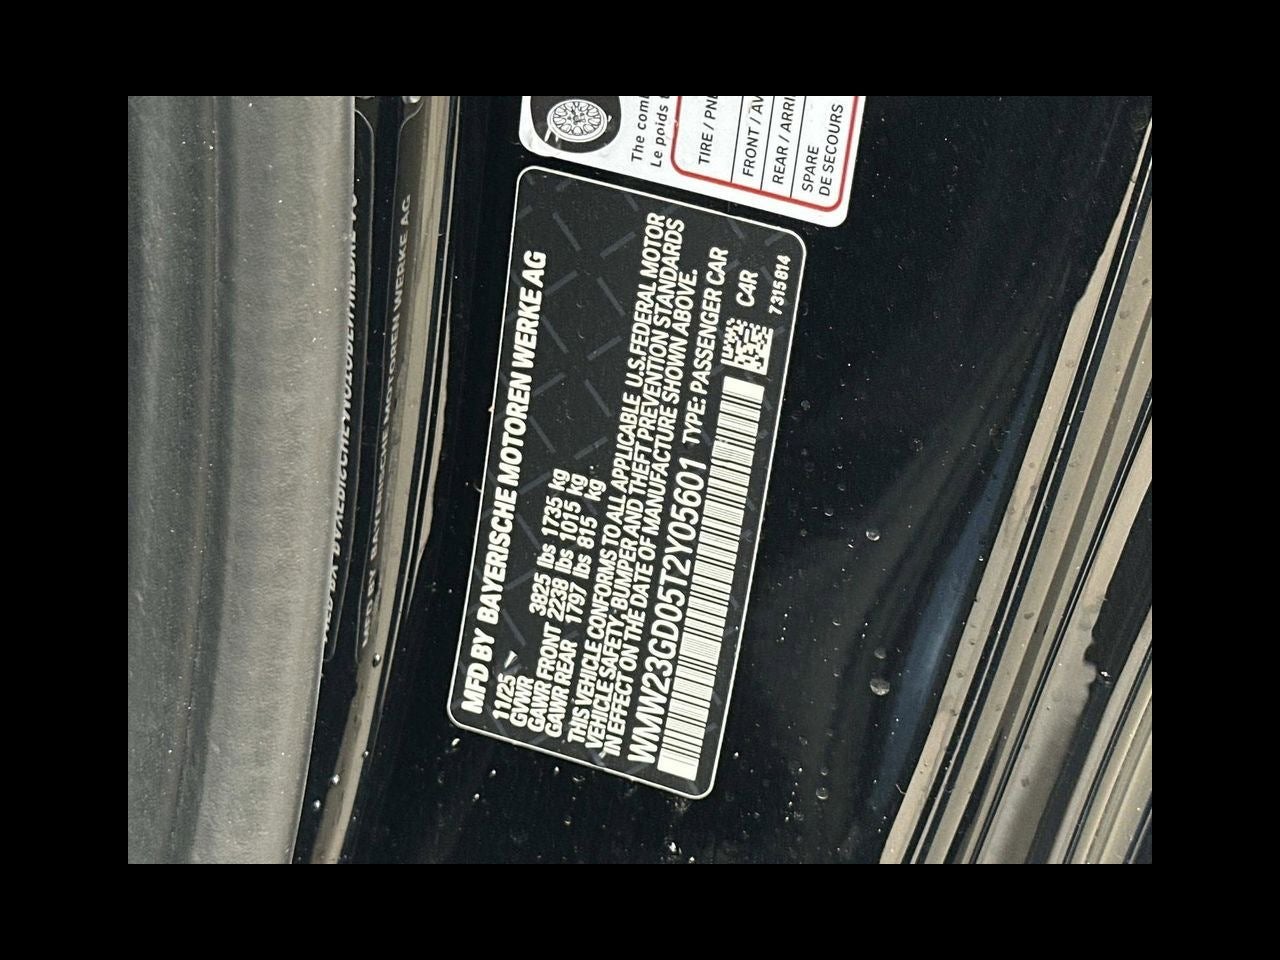 The com
Le poids
TIRE / PNE
FRONT / AV
REAR / ARRI
SPARE
DE SECOURS
MFD BY BAYERISCHE MOTOREN WERKE AG
11/25
GVWR 3825 lbs 1735 kg
GAWR FRONT 2238 lbs 1015 kg
GAWR REAR 1797 lbs 815 kg
THIS VEHICLE CONFORMS TO ALL APPLICABLE U.S.FEDERAL MOTOR
VEHICLE SAFETY, BUMPER AND THEFT PREVENTION STANDARDS
IN EFFECT ON THE DATE OF MANUFACTURE SHOWN ABOVE.
WMW23GD05T2Y05601 TYPE: PASSENGER CAR
C4R
7315814